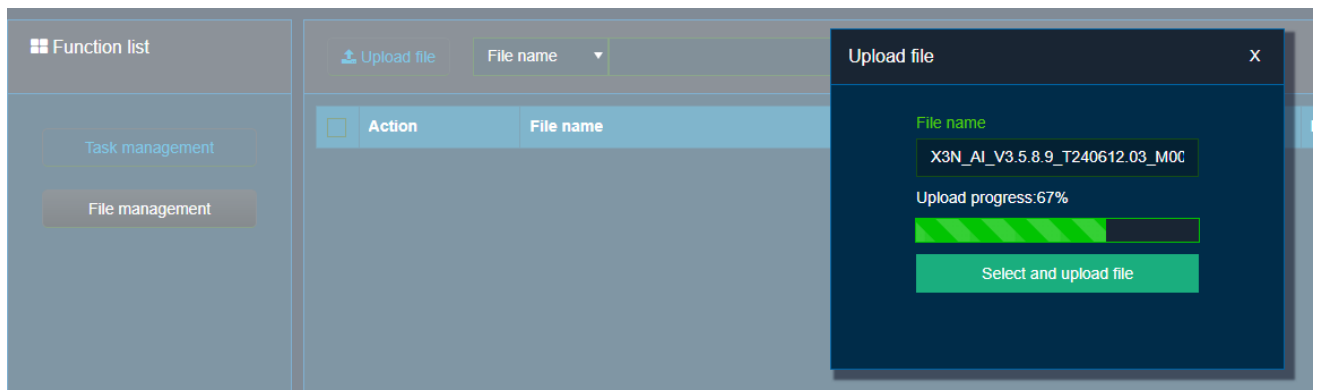 Function list
Task management
File management
Upload file
File name
Action
File name
Upload file
X
File name
X3N_AI_V3.5.8.9_T240612.03_M00
Upload progress:67%
Select and upload file